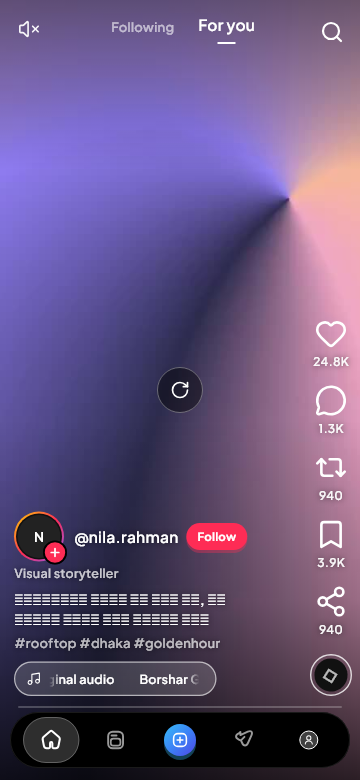 Following
For you
24.8K
1.3K
940
3.9K
940
N
@nila.rahman
Follow
Visual storyteller
#rooftop #dhaka #goldenhour
audio Borshar